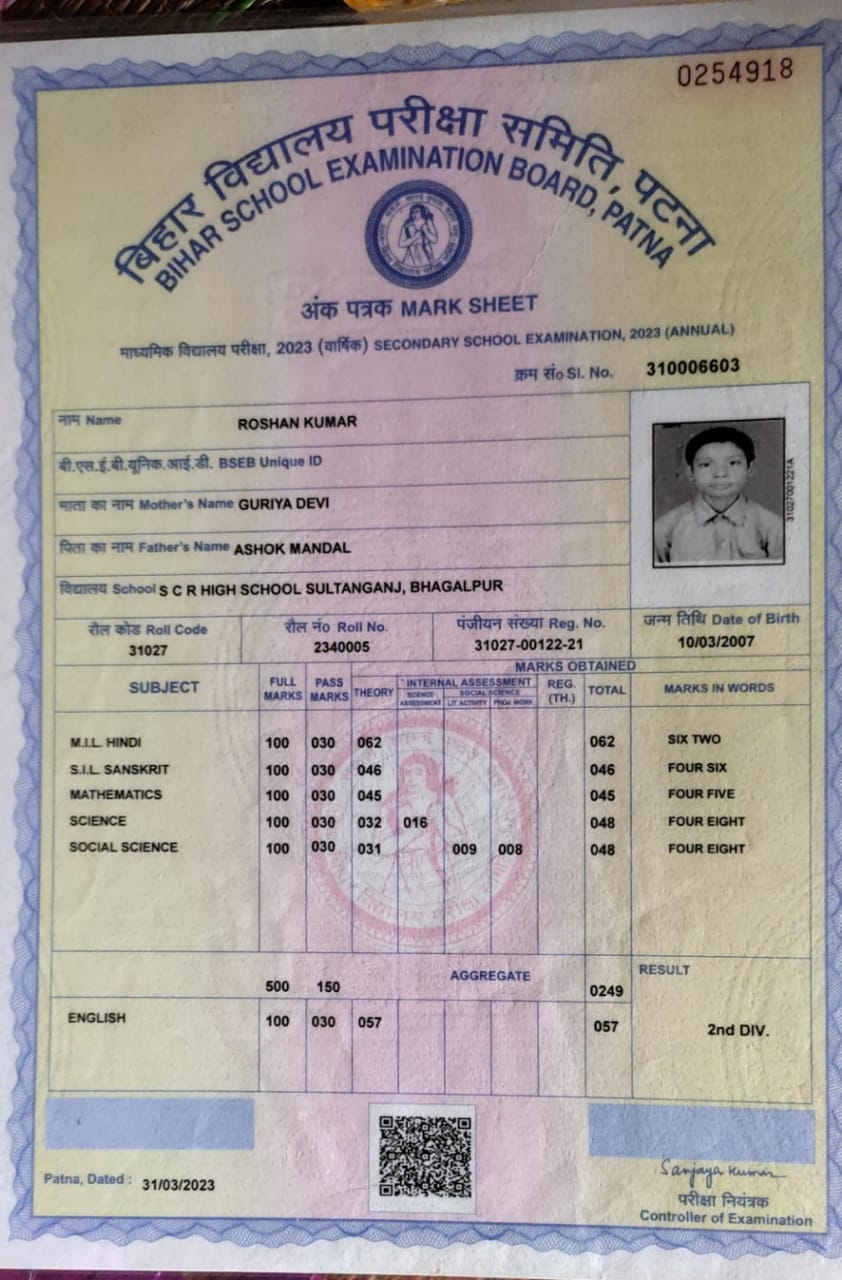 0254918
बिहार विद्यालय परीक्षा समिति, पटना
BIHAR SCHOOL EXAMINATION BOARD, PATNA
अंक पत्रक MARK SHEET
माध्यमिक विद्यालय परीक्षा, 2023 (वार्षिक) SECONDARY SCHOOL EXAMINATION, 2023 (ANNUAL)
क्रम सं० Sl. No. 310006603
नाम Name ROSHAN KUMAR
बी.एस.ई.बी.यूनिक.आई.डी. BSEB Unique ID
माता का नाम Mother's Name GURIYA DEVI
पिता का नाम Father's Name ASHOK MANDAL
विद्यालय School S C R HIGH SCHOOL SULTANGANJ, BHAGALPUR
31027001221A
रौल कोड Roll Code रौल नं० Roll No. पंजीयन संख्या Reg. No. जन्म तिथि Date of Birth
31027 2340005 31027-00122-21 10/03/2007
MARKS OBTAINED
SUBJECT FULL MARKS PASS MARKS THEORY INTERNAL ASSESSMENT REG. (TH.) TOTAL MARKS IN WORDS
SCIENCE ASSESSMENT SOCIAL SCIENCE
LIT. ACTIVITY PROJ. WORK
M.I.L. HINDI 100 030 062 062 SIX TWO
S.I.L. SANSKRIT 100 030 046 046 FOUR SIX
MATHEMATICS 100 030 045 045 FOUR FIVE
SCIENCE 100 030 032 016 048 FOUR EIGHT
SOCIAL SCIENCE 100 030 031 009 008 048 FOUR EIGHT
500 150 AGGREGATE 0249 RESULT
ENGLISH 100 030 057 057 2nd DIV.
Patna, Dated : 31/03/2023
Sanjaya Kumar
परीक्षा नियंत्रक
Controller of Examination